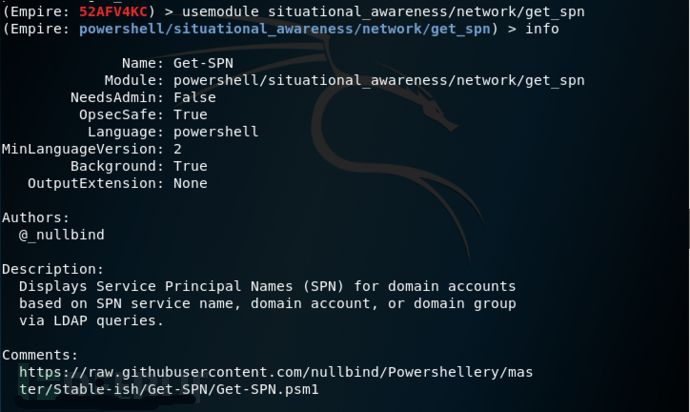 (Empire: 52AFV4KC) > usemodule situational_awareness/network/get_spn
(Empire: powershell/situational_awareness/network/get_spn) > info
Name: Get-SPN
Module: powershell/situational_awareness/network/get_spn
NeedsAdmin: False
OpsecSafe: True
Language: powershell
MinLanguageVersion: 2
Background: True
OutputExtension: None
Authors:
@_nullbind
Description:
Displays Service Principal Names (SPN) for domain accounts
based on SPN service name, domain account, or domain group
via LDAP queries.
Comments:
https://raw.githubusercontent.com/nullbind/Powershellery/mas
ter/Stable-ish/Get-SPN/Get-SPN.psm1